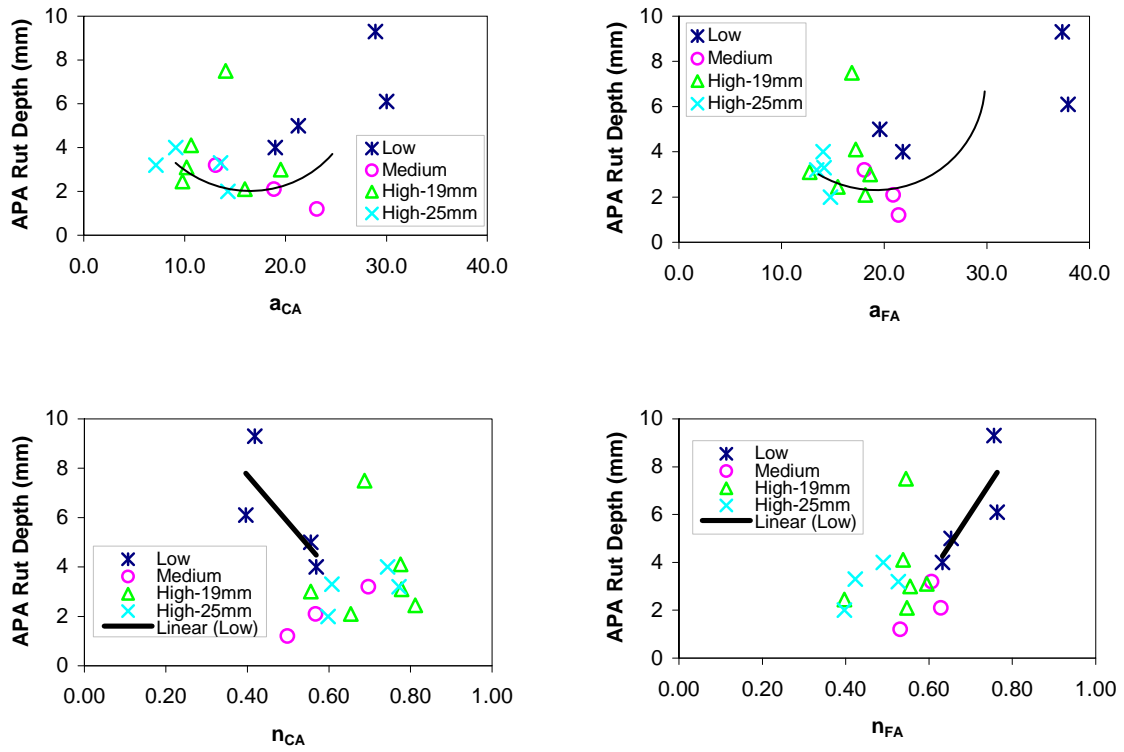 APA Rut Depth (mm)
10
8
6
4
2
0
0.0 10.0 20.0 30.0 40.0
a_CA
Low
Medium
High-19mm
High-25mm
APA Rut Depth (mm)
10
8
6
4
2
0
0.0 10.0 20.0 30.0 40.0
a_FA
Low
Medium
High-19mm
High-25mm
APA Rut Depth (mm)
10
8
6
4
2
0
0.00 0.20 0.40 0.60 0.80 1.00
n_CA
Low
Medium
High-19mm
High-25mm
Linear (Low)
APA Rut Depth (mm)
10
8
6
4
2
0
0.00 0.20 0.40 0.60 0.80 1.00
n_FA
Low
Medium
High-19mm
High-25mm
Linear (Low)